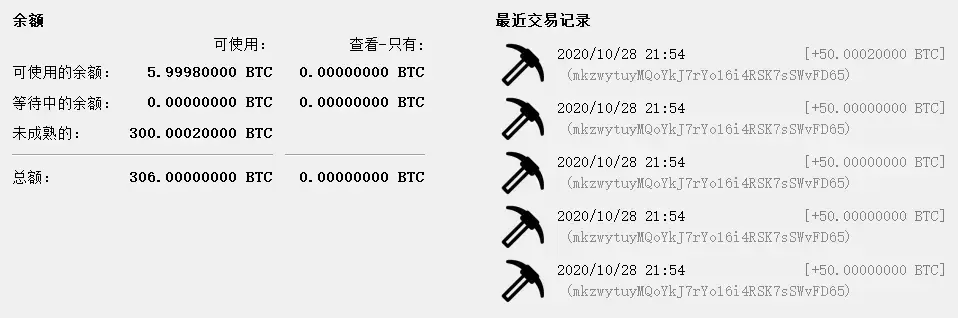 余额
可使用： 查看-只有：
可使用的余额： 5.99980000 BTC 0.00000000 BTC
等待中的余额： 0.00000000 BTC 0.00000000 BTC
未成熟的： 300.00020000 BTC
总额： 306.00000000 BTC 0.00000000 BTC
最近交易记录
2020/10/28 21:54 [+50.00020000 BTC]
(mkzwytuyMQoYkJ7rYo16i4RSK7sSWvFD65)
2020/10/28 21:54 [+50.00000000 BTC]
(mkzwytuyMQoYkJ7rYo16i4RSK7sSWvFD65)
2020/10/28 21:54 [+50.00000000 BTC]
(mkzwytuyMQoYkJ7rYo16i4RSK7sSWvFD65)
2020/10/28 21:54 [+50.00000000 BTC]
(mkzwytuyMQoYkJ7rYo16i4RSK7sSWvFD65)
2020/10/28 21:54 [+50.00000000 BTC]
(mkzwytuyMQoYkJ7rYo16i4RSK7sSWvFD65)